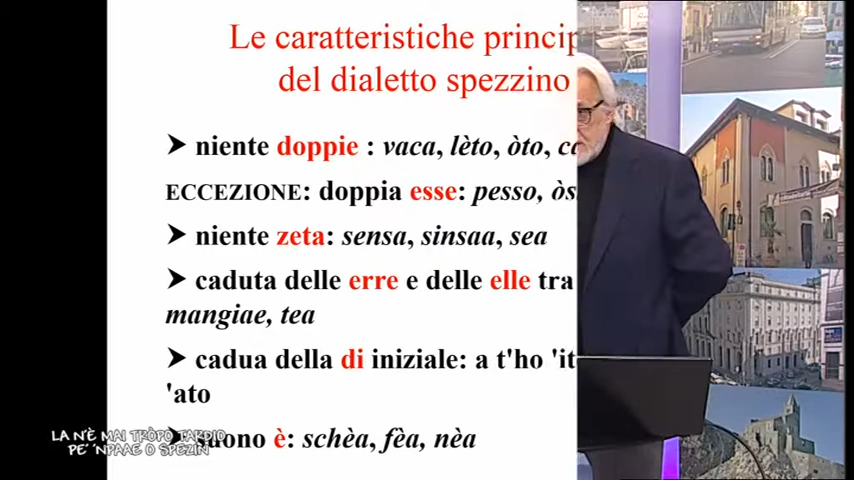 Le caratteristiche princip
del dialetto spezzino
➤ niente doppie : vaca, lèto, òto, ca
ECCEZIONE: doppia esse: pesso, òs
➤ niente zeta: sensa, sinsaa, sea
➤ caduta delle erre e delle elle tra
mangiae, tea
➤ cadua della di iniziale: a t'ho 'it
'ato
➤ suono è: schèa, fèa, nèa
LA N'È MAI TRÒPO TARDIO
PE' 'NPAAE O SPEZIN